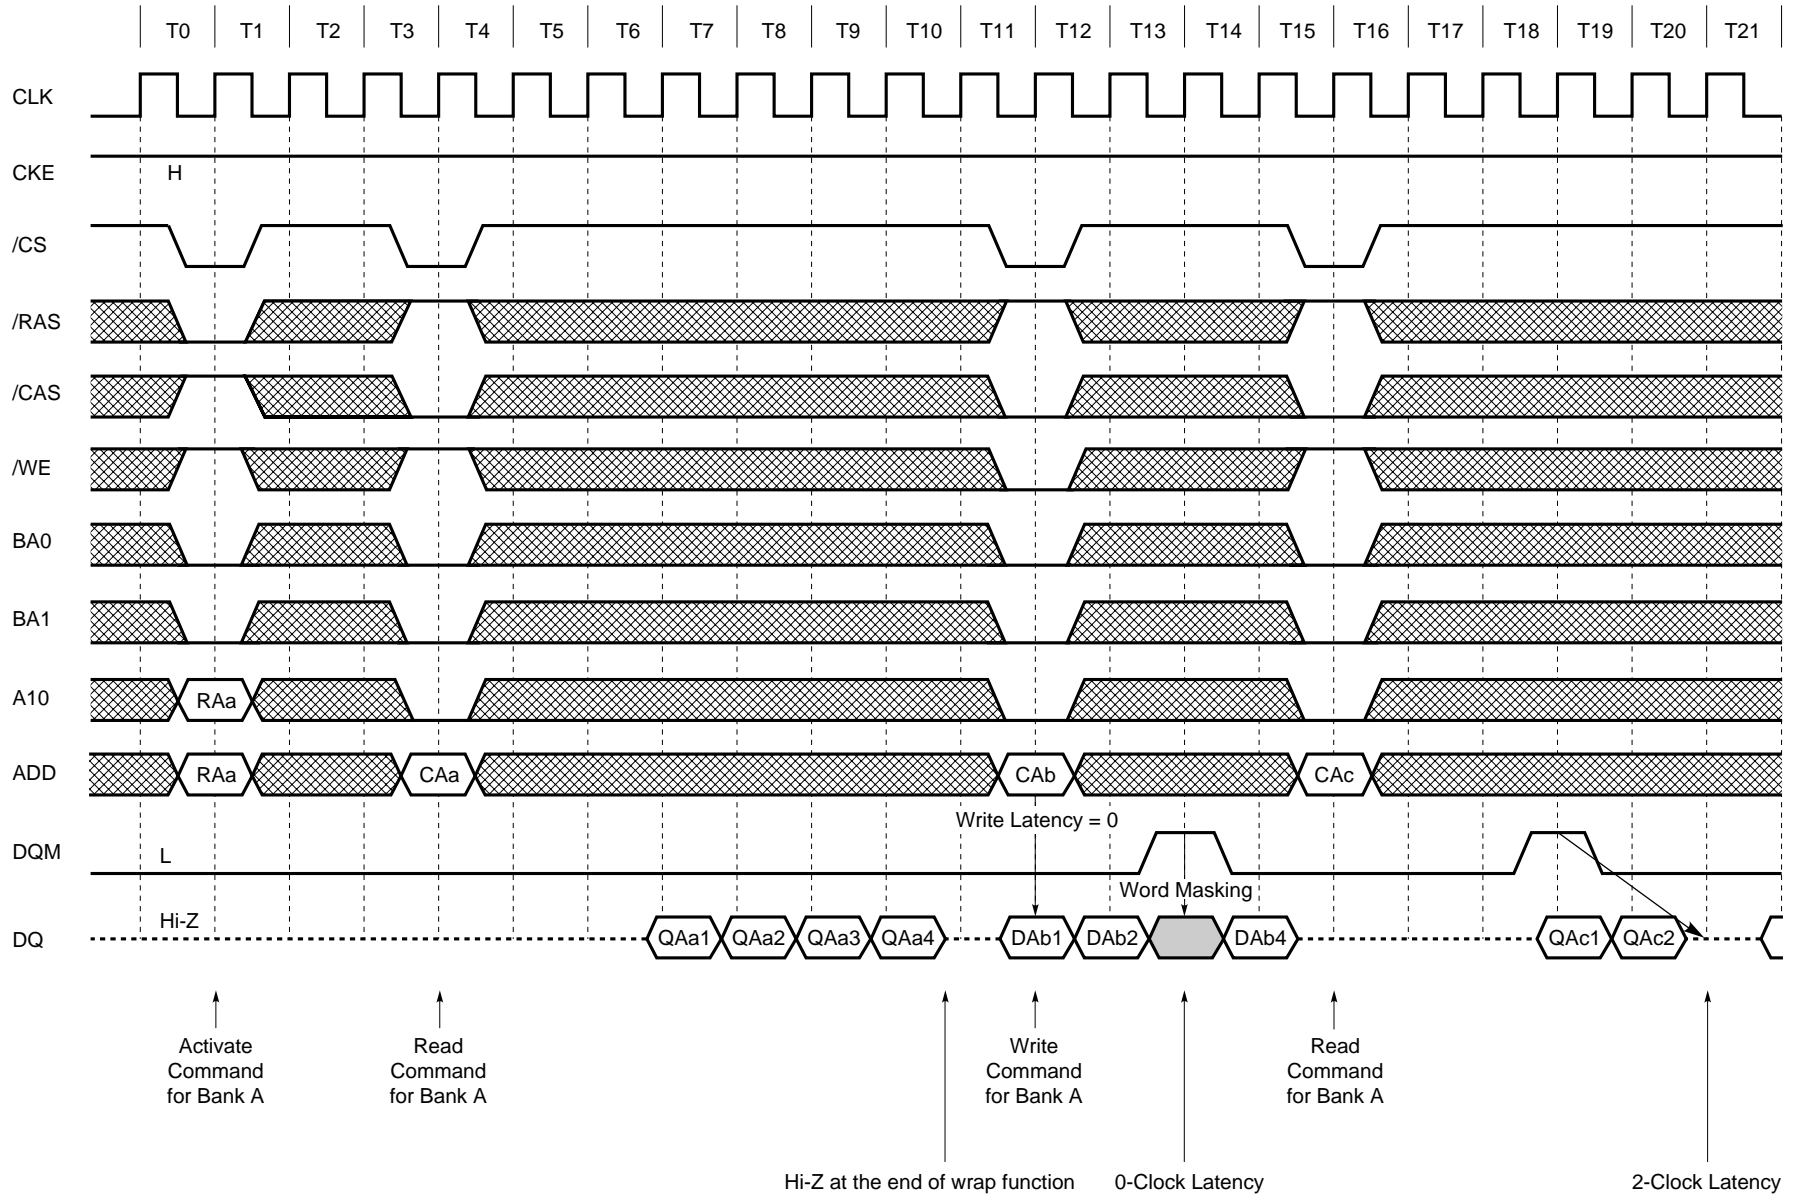 T0 T1 T2 T3 T4 T5 T6 T7 T8 T9 T10 T11 T12 T13 T14 T15 T16 T17 T18 T19 T20 T21
CLK
CKE H
/CS
/RAS
/CAS
/WE
BA0
BA1
A10 RAa
ADD RAa CAa CAb CAc
Write Latency = 0
DQM L
Word Masking
Hi-Z
DQ QAa1 QAa2 QAa3 QAa4 DAb1 DAb2 DAb4 QAc1 QAc2
Activate
Command
for Bank A
Read
Command
for Bank A
Write
Command
for Bank A
Read
Command
for Bank A
Hi-Z at the end of wrap function 0-Clock Latency 2-Clock Latency